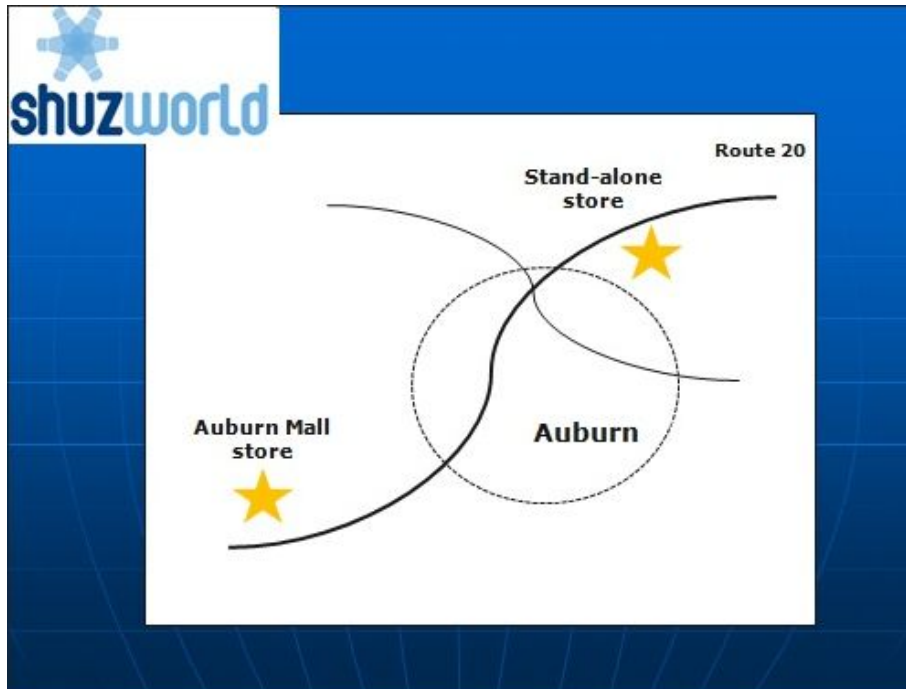 shuzworld
Route 20
Stand-alone
store
Auburn Mall
store
Auburn